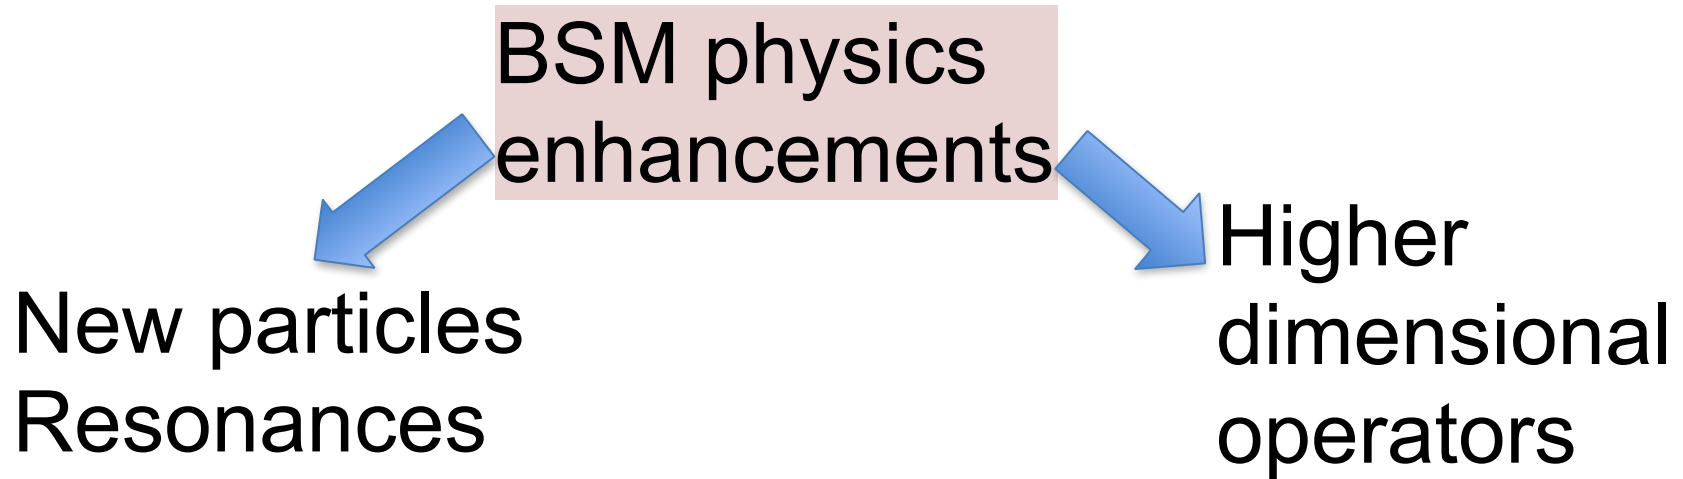 BSM physics
enhancements
New particles
Resonances
Higher
dimensional
operators